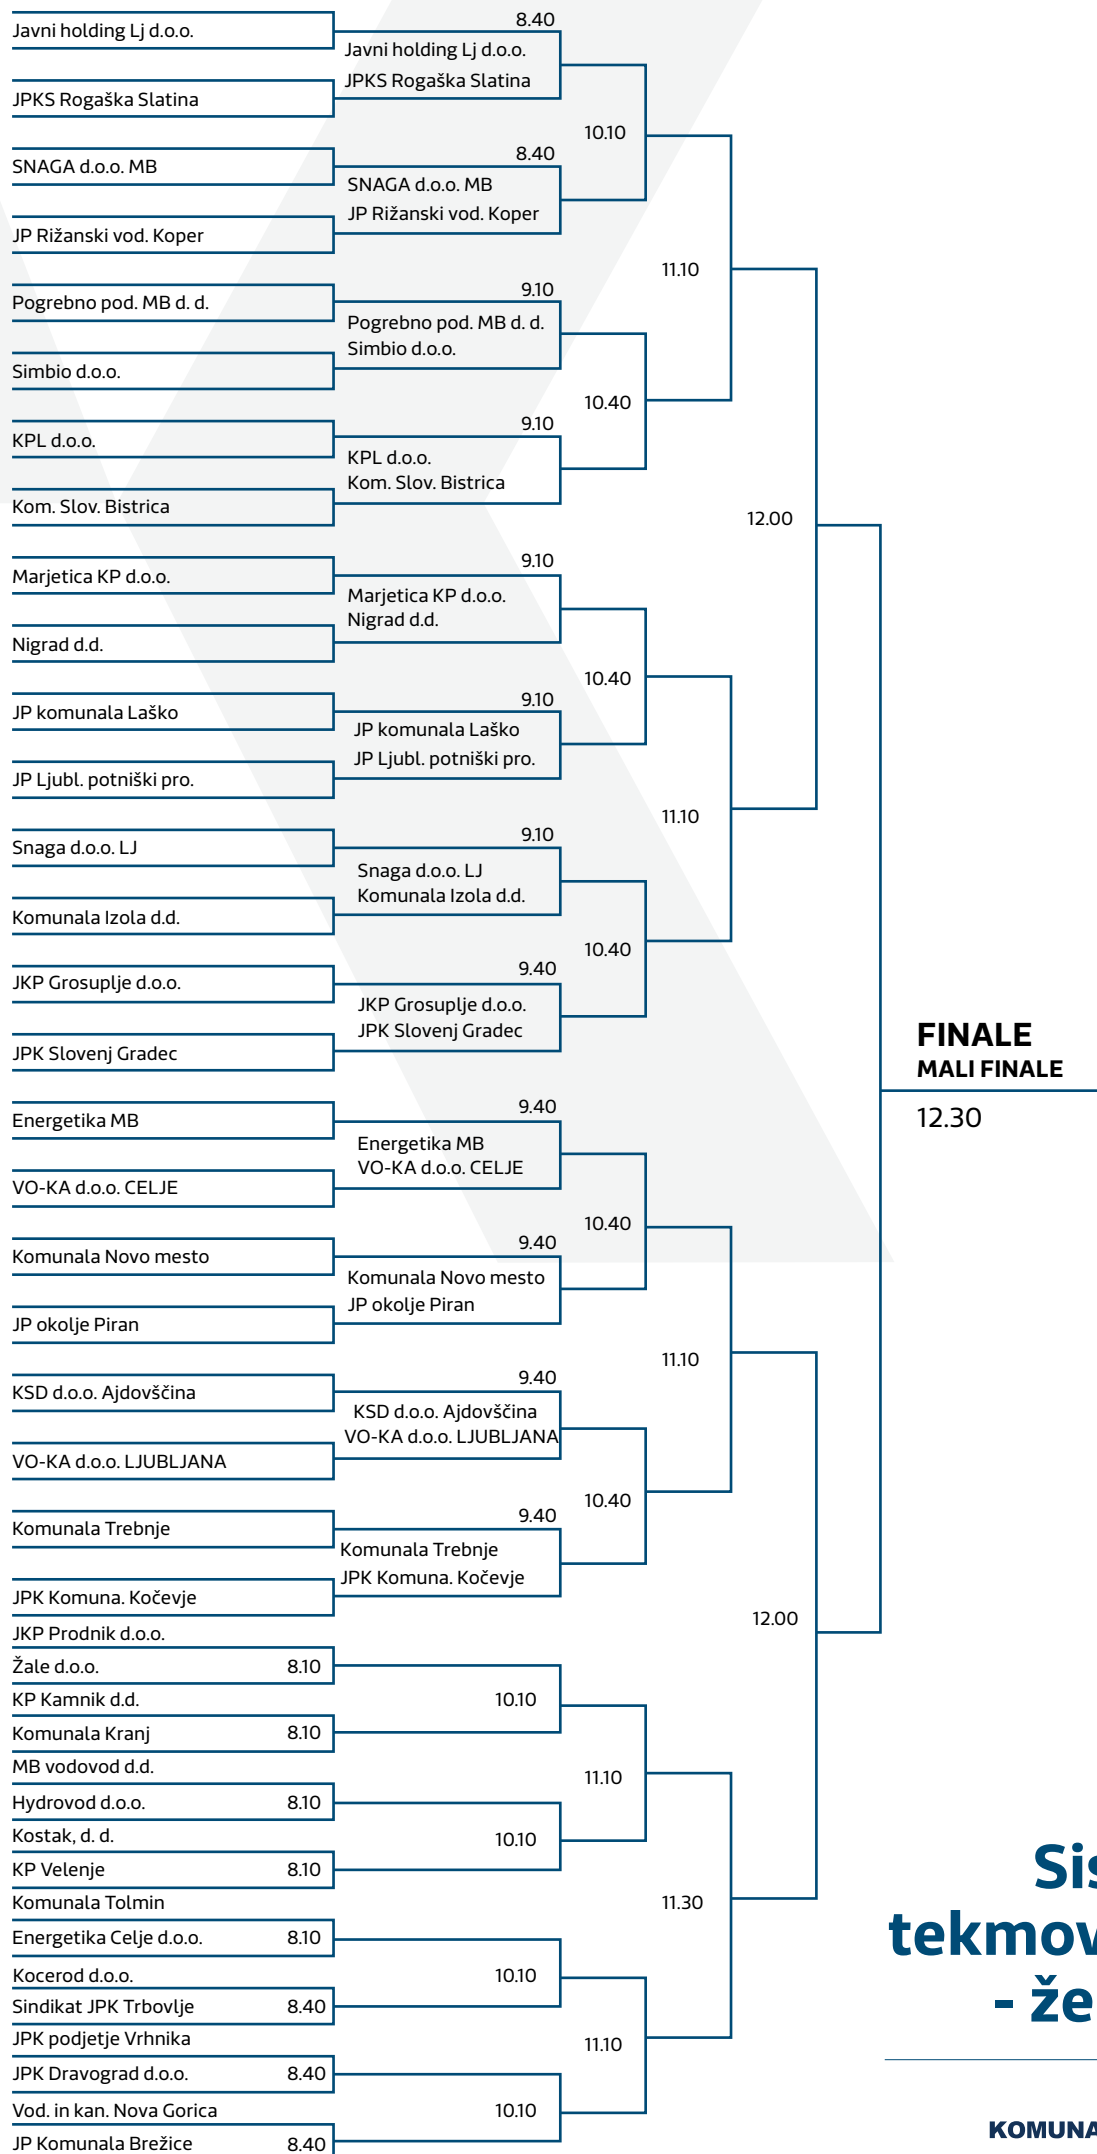 Javni holding Lj d.o.o.
JPKS Rogaška Slatina
SNAGA d.o.o. MB
JP Rižanski vod. Koper
Pogrebno pod. MB d. d.
Simbio d.o.o.
KPL d.o.o.
Kom. Slov. Bistrica
Marjetica KP d.o.o.
Nigrad d.d.
JP komunala Laško
JP Ljubl. potniški pro.
Snaga d.o.o. LJ
Komunala Izola d.d.
JKP Grosuplje d.o.o.
JPK Slovenj Gradec
Energetika MB
VO-KA d.o.o. CELJE
Komunala Novo mesto
JP okolje Piran
KSD d.o.o. Ajdovščina
VO-KA d.o.o. LJUBLJANA
Komunala Trebnje
JPK Komuna. Kočevje
JKP Prodnik d.o.o.
Žale d.o.o. 8.10
KP Kamnik d.d.
Komunala Kranj 8.10
MB vodovod d.d.
Hydrovod d.o.o. 8.10
Kostak, d. d.
KP Velenje 8.10
Komunala Tolmin
Energetika Celje d.o.o. 8.10
Kocerod d.o.o.
Sindikat JPK Trbovlje 8.40
JPK podjetje Vrhnika
JPK Dravograd d.o.o. 8.40
Vod. in kan. Nova Gorica
JP Komunala Brežice 8.40
8.40
Javni holding Lj d.o.o.
JPKS Rogaška Slatina
8.40
SNAGA d.o.o. MB
JP Rižanski vod. Koper
9.10
Pogrebno pod. MB d. d.
Simbio d.o.o.
9.10
KPL d.o.o.
Kom. Slov. Bistrica
9.10
Marjetica KP d.o.o.
Nigrad d.d.
9.10
JP komunala Laško
JP Ljubl. potniški pro.
9.10
Snaga d.o.o. LJ
Komunala Izola d.d.
9.40
JKP Grosuplje d.o.o.
JPK Slovenj Gradec
9.40
Energetika MB
VO-KA d.o.o. CELJE
9.40
Komunala Novo mesto
JP okolje Piran
9.40
KSD d.o.o. Ajdovščina
VO-KA d.o.o. LJUBLJANA
9.40
Komunala Trebnje
JPK Komuna. Kočevje
10.10
10.10
10.10
10.10
10.10
10.40
10.40
10.40
10.40
10.40
11.10
11.10
11.10
11.10
11.10
11.30
12.00
12.00
FINALE
MALI FINALE
12.30
Sis
tekmov
- že
KOMUNA